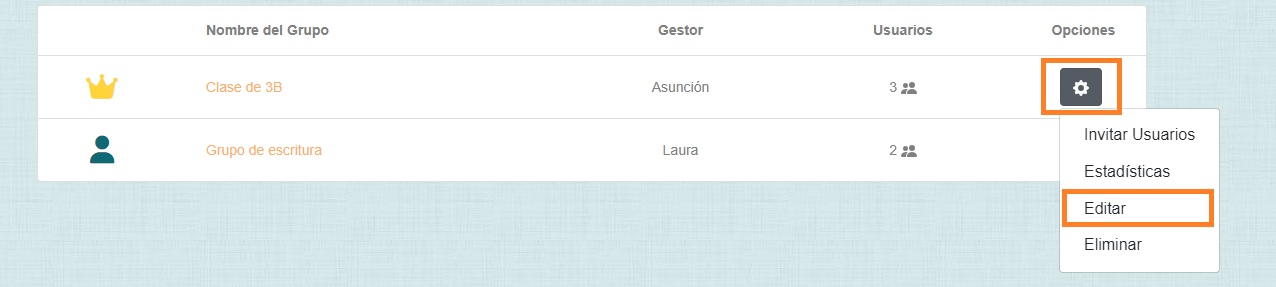 Nombre del Grupo Gestor Usuarios Opciones
Clase de 3B Asunción 3
Invitar Usuarios
Grupo de escritura Laura 2
Estadísticas
Editar
Eliminar